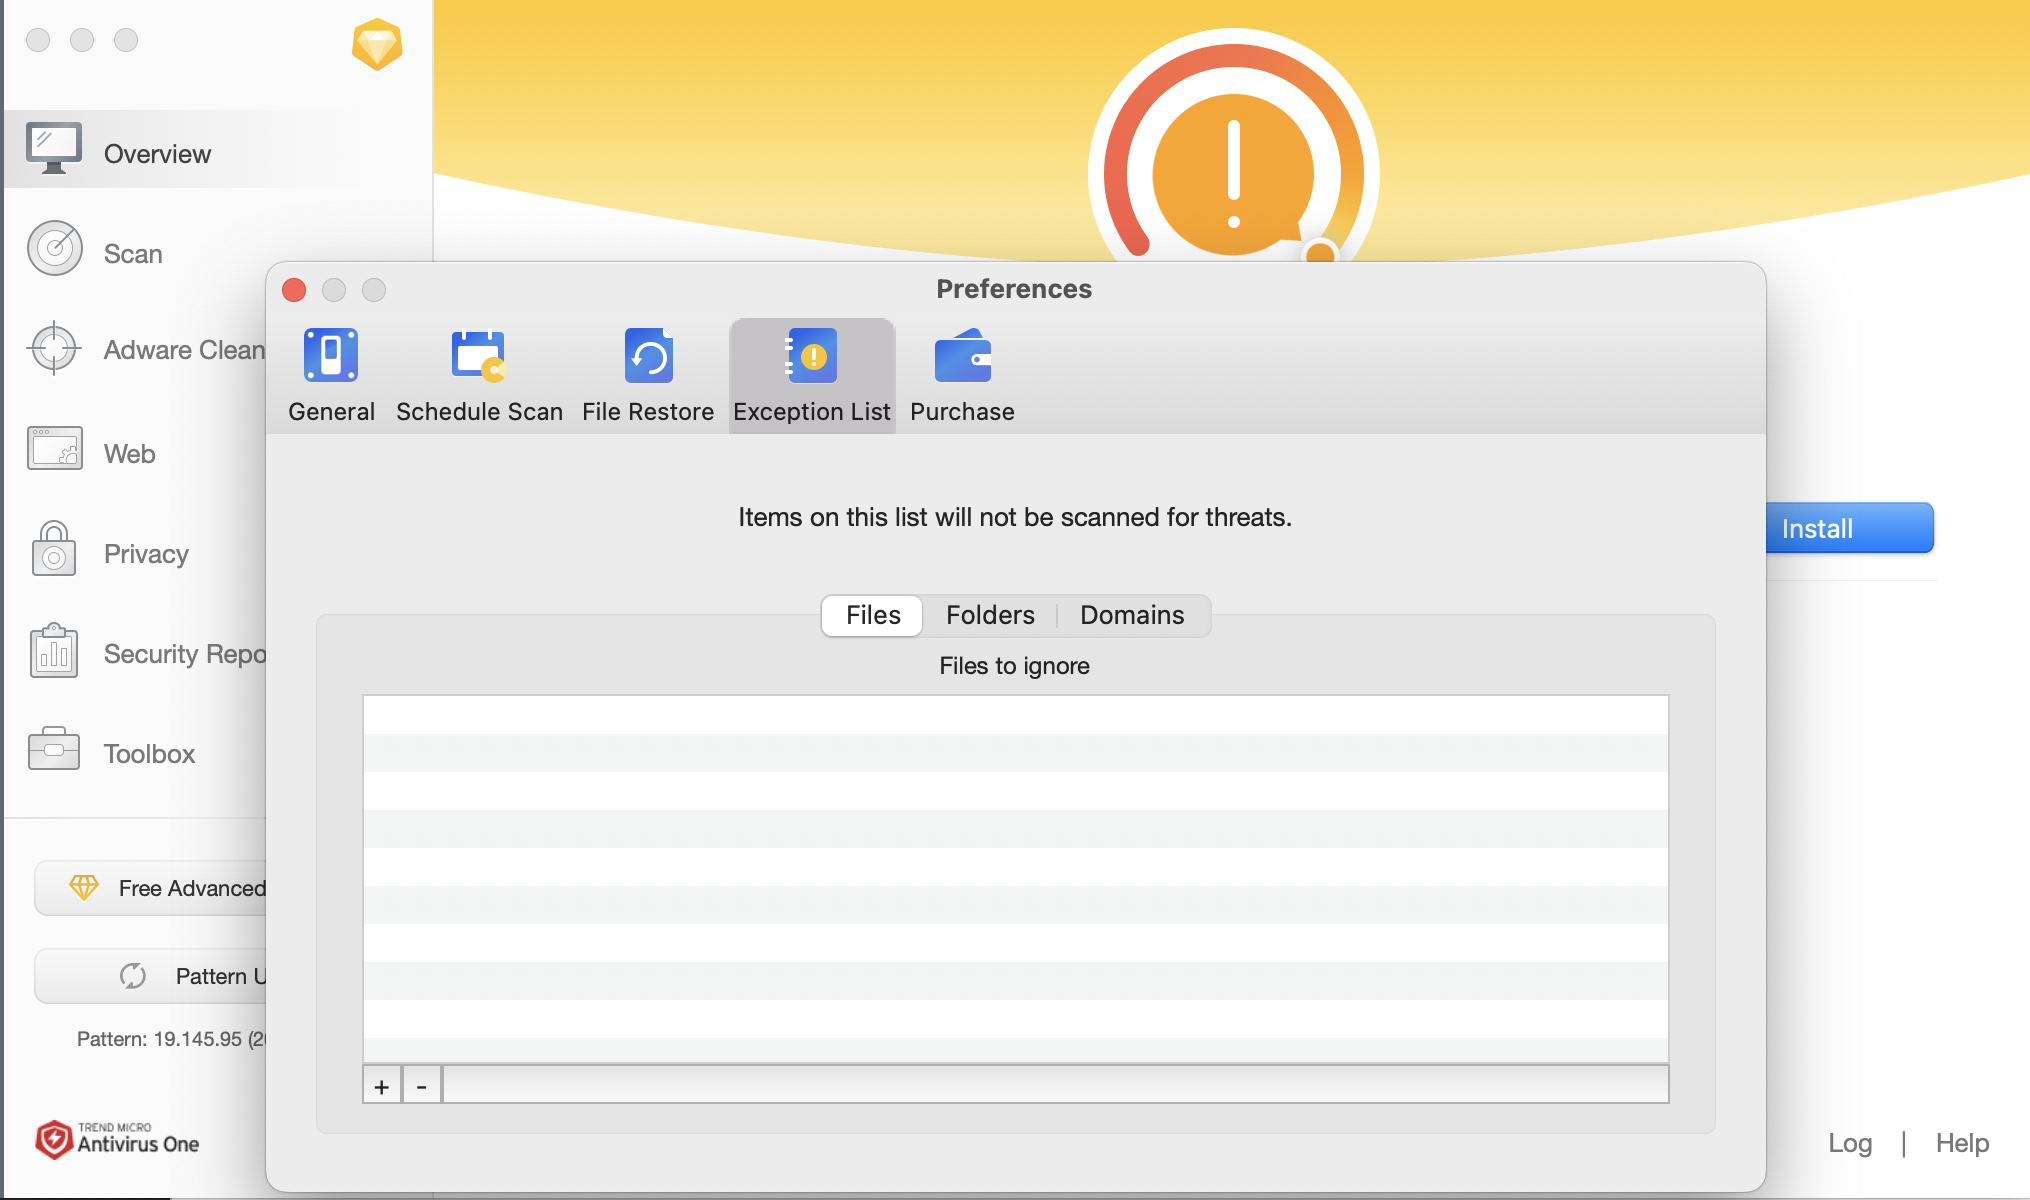 Overview
Scan
Adware Clean
Web
Privacy
Security Repo
Toolbox
Free Advanced
Pattern U
Pattern: 19.145.95 (20
TREND MICRO
Antivirus One
Preferences
General
Schedule Scan
File Restore
Exception List
Purchase
Items on this list will not be scanned for threats.
Files
Folders
Domains
Files to ignore
+
-
Install
Log | Help